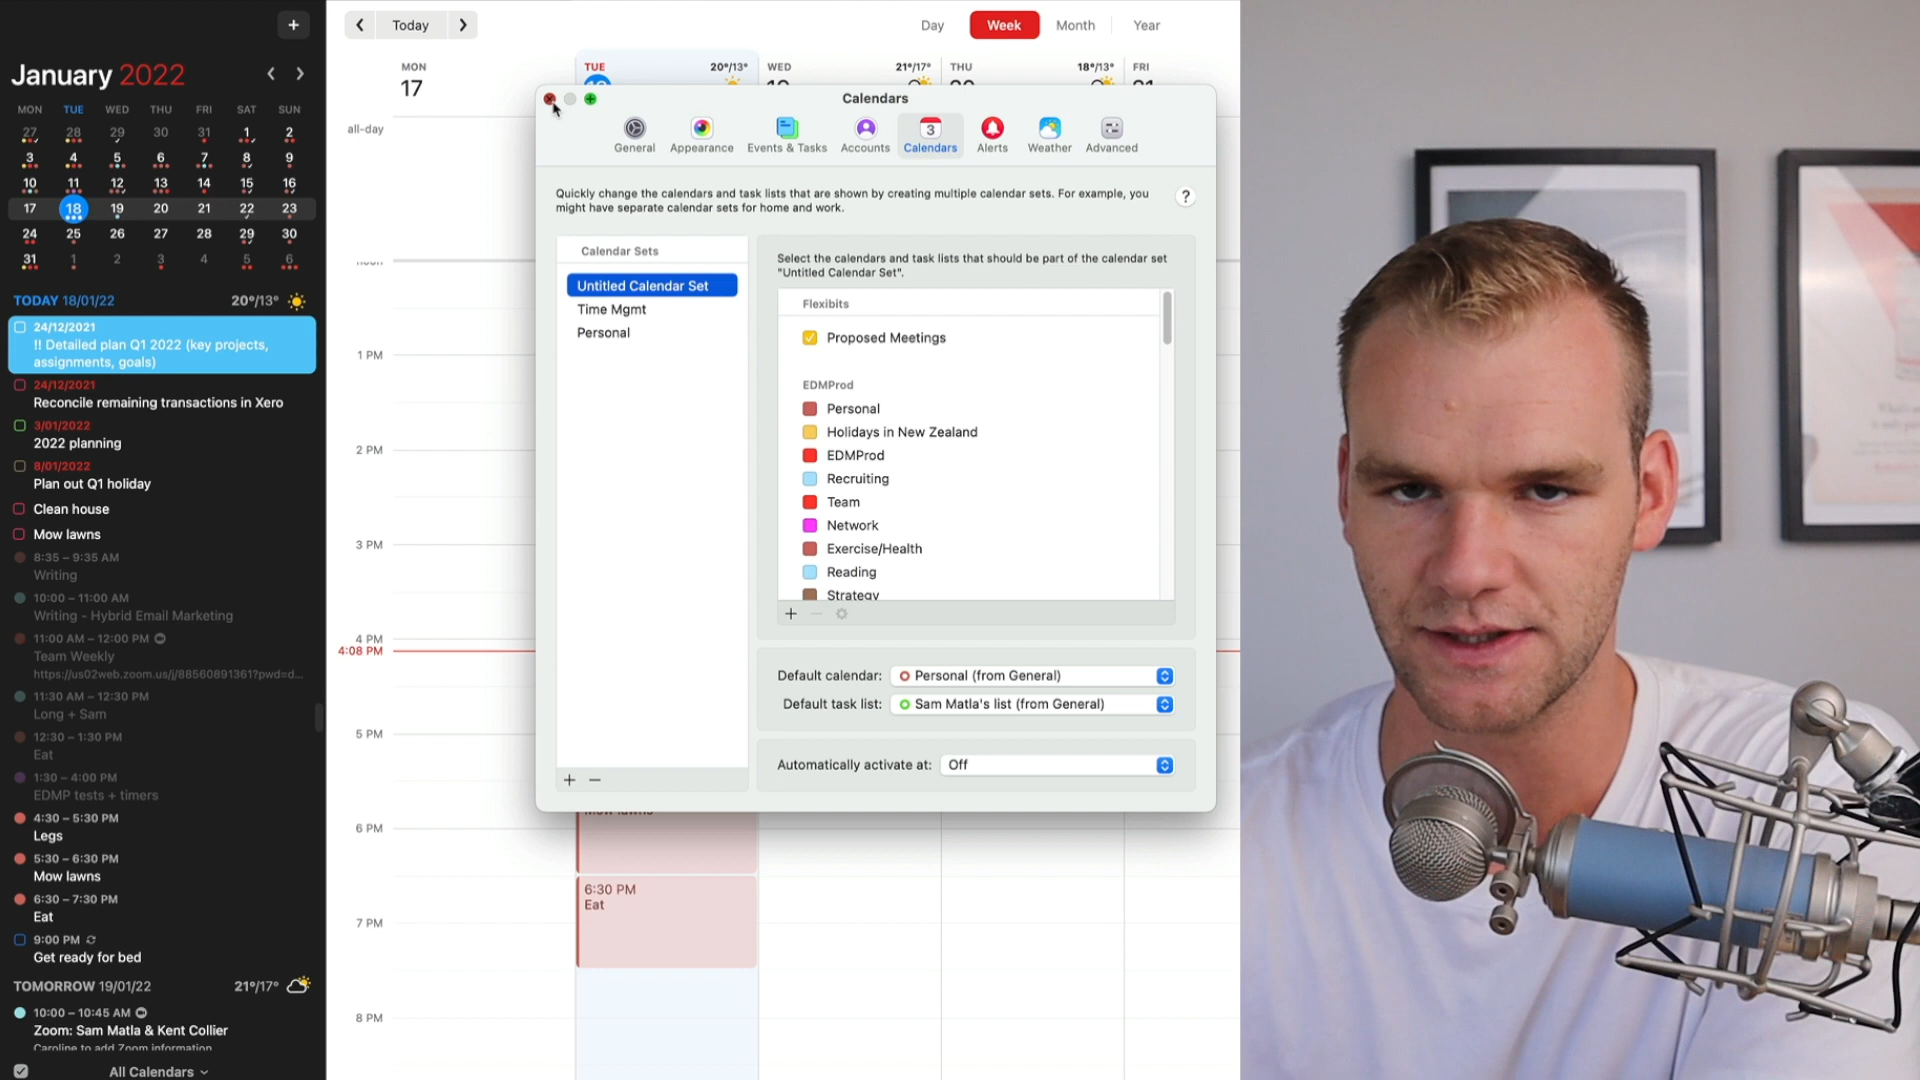 January 2022
MON TUE WED THU FRI SAT SUN
27 28 29 30 31 1 2
3 4 5 6 7 8 9
10 11 12 13 14 15 16
17 18 19 20 21 22 23
24 25 26 27 28 29 30
31 1 2 3 4 5 6
TODAY 18/01/22 20°/13°
24/12/2021
!! Detailed plan Q1 2022 (key projects,
assignments, goals)
24/12/2021
Reconcile remaining transactions in Xero
3/01/2022
2022 planning
8/01/2022
Plan out Q1 holiday
Clean house
Mow lawns
8:35 – 9:35 AM
Writing
10:00 – 11:00 AM
Writing - Hybrid Email Marketing
11:00 AM – 12:00 PM
Team Weekly
https://us02web.zoom.us/j/88560891361?pwd=d...
11:30 AM – 12:30 PM
Long + Sam
12:30 – 1:30 PM
Eat
1:30 – 4:00 PM
EDMP tests + timers
4:30 – 5:30 PM
Legs
5:30 – 6:30 PM
Mow lawns
6:30 – 7:30 PM
Eat
9:00 PM
Get ready for bed
TOMORROW 19/01/22 21°/17°
10:00 – 10:45 AM
Zoom: Sam Matla & Kent Collier
Caroline to add Zoom information
All Calendars
Today
Day Week Month Year
MON TUE 20°/13° WED 21°/17° THU 18°/13° FRI
17
all-day
1 PM
2 PM
3 PM
4 PM
4:08 PM
5 PM
6 PM
7 PM
8 PM
Mow lawns
6:30 PM
Eat
Calendars
General Appearance Events & Tasks Accounts Calendars Alerts Weather Advanced
Quickly change the calendars and task lists that are shown by creating multiple calendar sets. For example, you
might have separate calendar sets for home and work.
?
Calendar Sets
Untitled Calendar Set
Time Mgmt
Personal
Select the calendars and task lists that should be part of the calendar set
"Untitled Calendar Set".
Flexibits
Proposed Meetings
EDMProd
Personal
Holidays in New Zealand
EDMProd
Recruiting
Team
Network
Exercise/Health
Reading
Strategy
Default calendar: Personal (from General)
Default task list: Sam Matla's list (from General)
Automatically activate at: Off